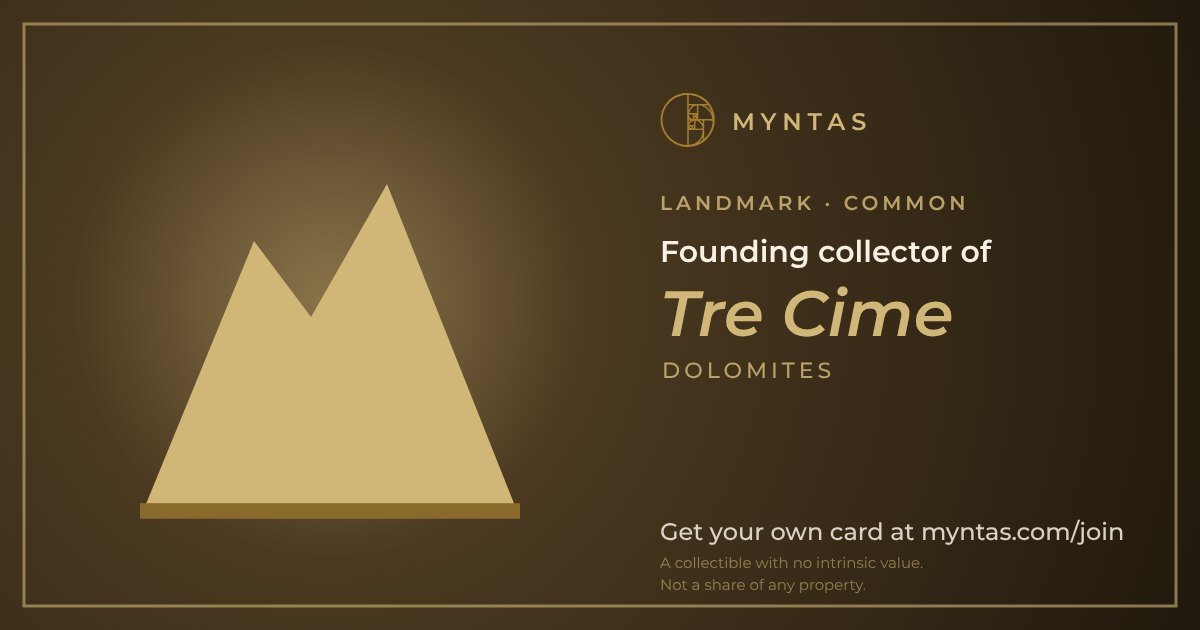 MYNTAS
LANDMARK · COMMON
Founding collector of
Tre Cime
DOLOMITES
Get your own card at myntas.com/join
A collectible with no intrinsic value.
Not a share of any property.